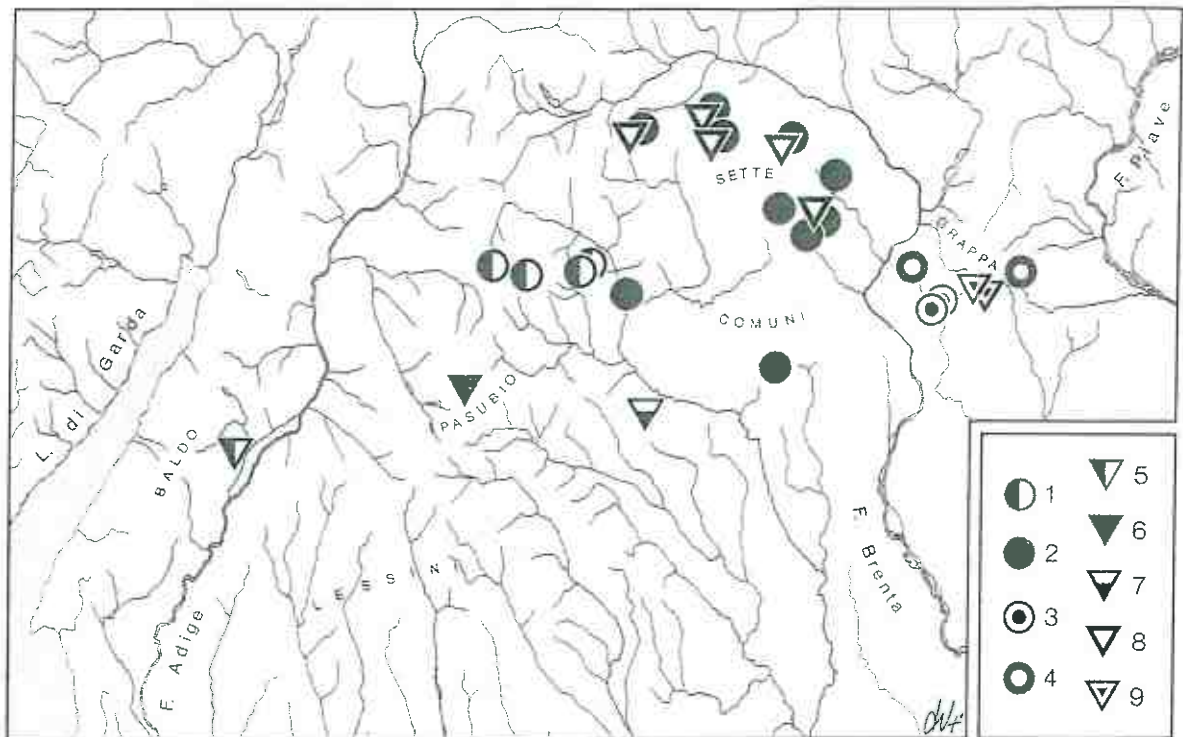 SETTE
F. Piave
GRAPPA
L. di Garda
COMUNI
PASUBIO
BALDO
F. Adige
F. Brenta
1
2
3
4
5
6
7
8
9